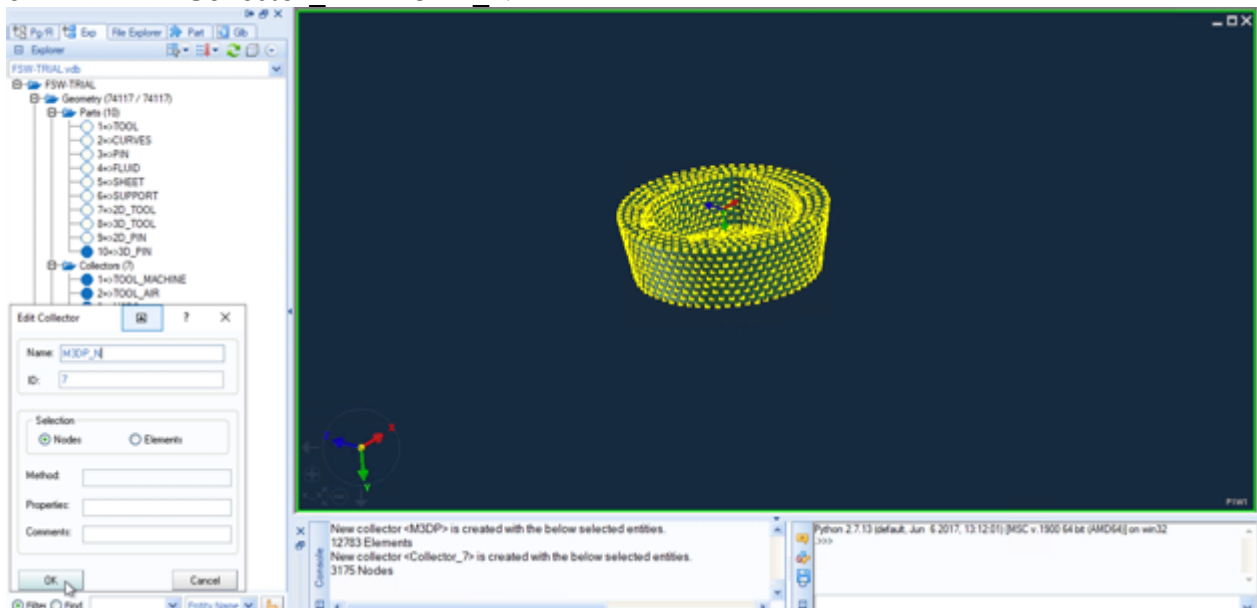 Pg/R Exp File Explorer Part Glb
Explorer
FSW-TRIAL.vdb
FSW-TRIAL
Geometry (74117 / 74117)
Parts (10)
1=>TOOL
2=>CURVES
3=>PIN
4=>FLUID
5=>SHEET
6=>SUPPORT
7=>2D_TOOL
8=>3D_TOOL
9=>2D_PIN
10=>3D_PIN
Collectors (7)
1=>TOOL_MACHINE
2=>TOOL_AIR
Edit Collector ? X
Name: M3DP_N
ID: 7
Selection
Nodes Elements
Method:
Properties:
Comments:
OK Cancel
Filter Find Entity Name
X
Y
P1W1
Console
New collector <M3DP> is created with the below selected entities.
12783 Elements
New collector <Collector_7> is created with the below selected entities.
3175 Nodes
Python 2.7.13 (default, Jun 6 2017, 13:12:01) [MSC v.1900 64 bit (AMD64)] on win32
>>>